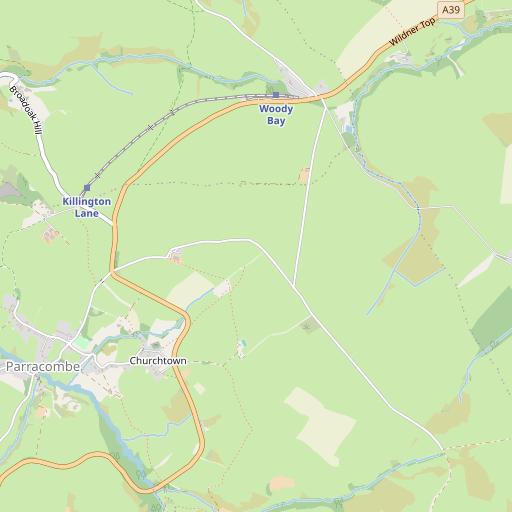 A39
Wildner Top
Broadoak Hill
Woody
Bay
Killington
Lane
Churchtown
Parracombe